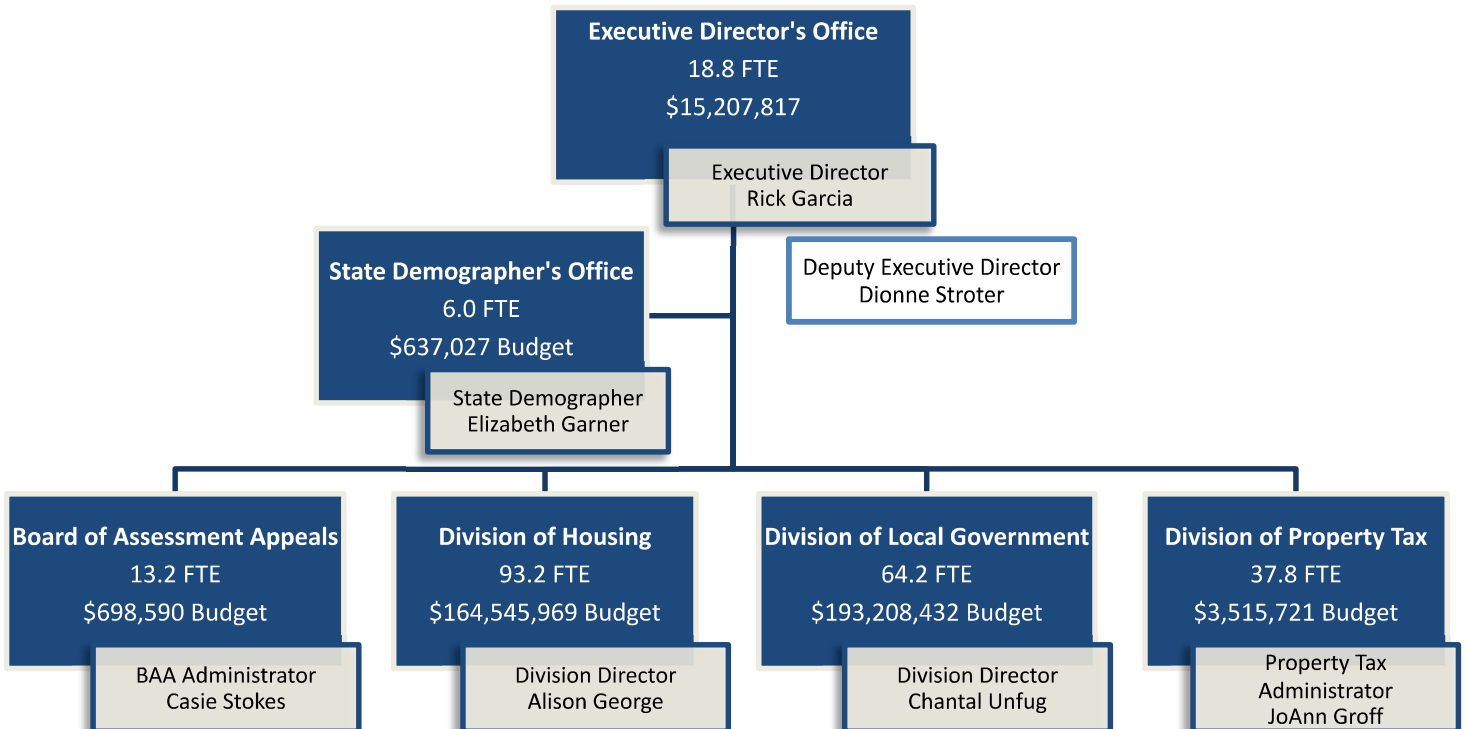 Executive Director's Office
18.8 FTE
$15,207,817
Executive Director
Rick Garcia
Deputy Executive Director
Dionne Stroter
State Demographer's Office
6.0 FTE
$637,027 Budget
State Demographer
Elizabeth Garner
Board of Assessment Appeals
13.2 FTE
$698,590 Budget
BAA Administrator
Casie Stokes
Division of Housing
93.2 FTE
$164,545,969 Budget
Division Director
Alison George
Division of Local Government
64.2 FTE
$193,208,432 Budget
Division Director
Chantal Unfug
Division of Property Tax
37.8 FTE
$3,515,721 Budget
Property Tax
Administrator
JoAnn Groff